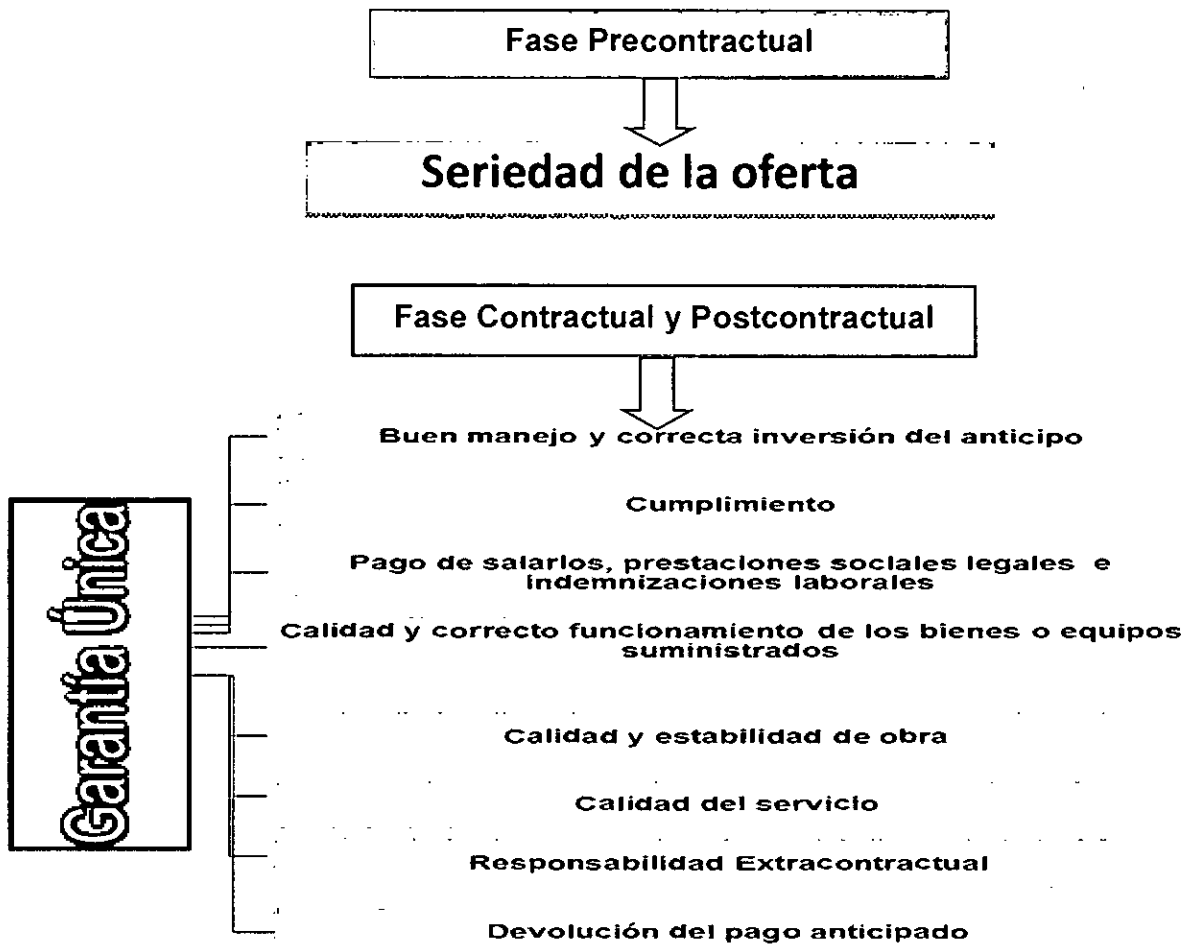 Fase Precontractual
Seriedad de la oferta
Fase Contractual y Postcontractual
Buen manejo y correcta inversión del anticipo
Cumplimiento
Pago de salarios, prestaciones sociales legales e
indemnizaciones laborales
Garantía Única
Calidad y correcto funcionamiento de los bienes o equipos
suministrados
Calidad y estabilidad de obra
Calidad del servicio
Responsabilidad Extracontractual
Devolución del pago anticipado